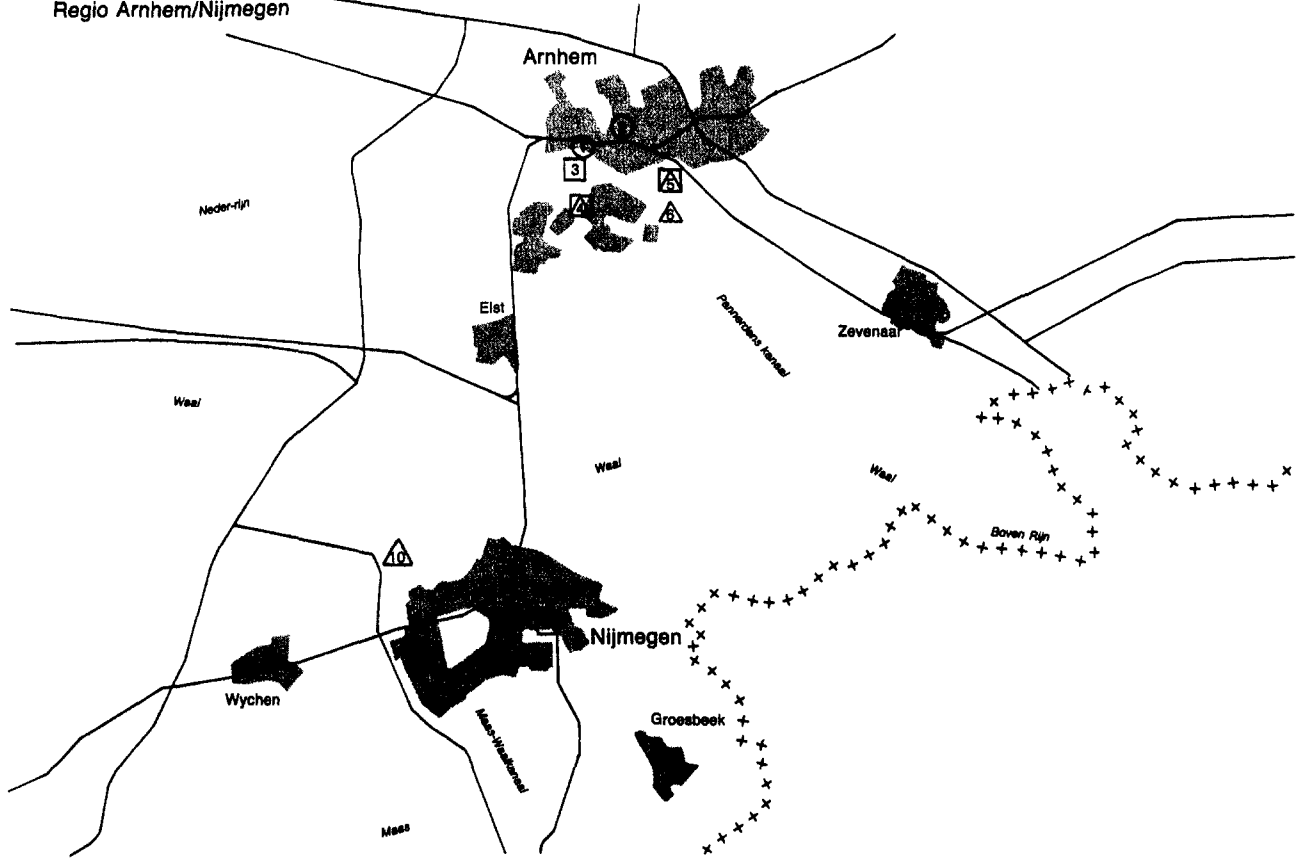 Regio Arnhem/Nijmegen
Arnhem
3
5
4
6
Neder-rijn
Elst
Pannerdens kanaal
Zevenaar
Waal
Waal
Waal
Boven Rijn
10
Nijmegen
Wychen
Maas-Waalkanaal
Groesbeek
Maas